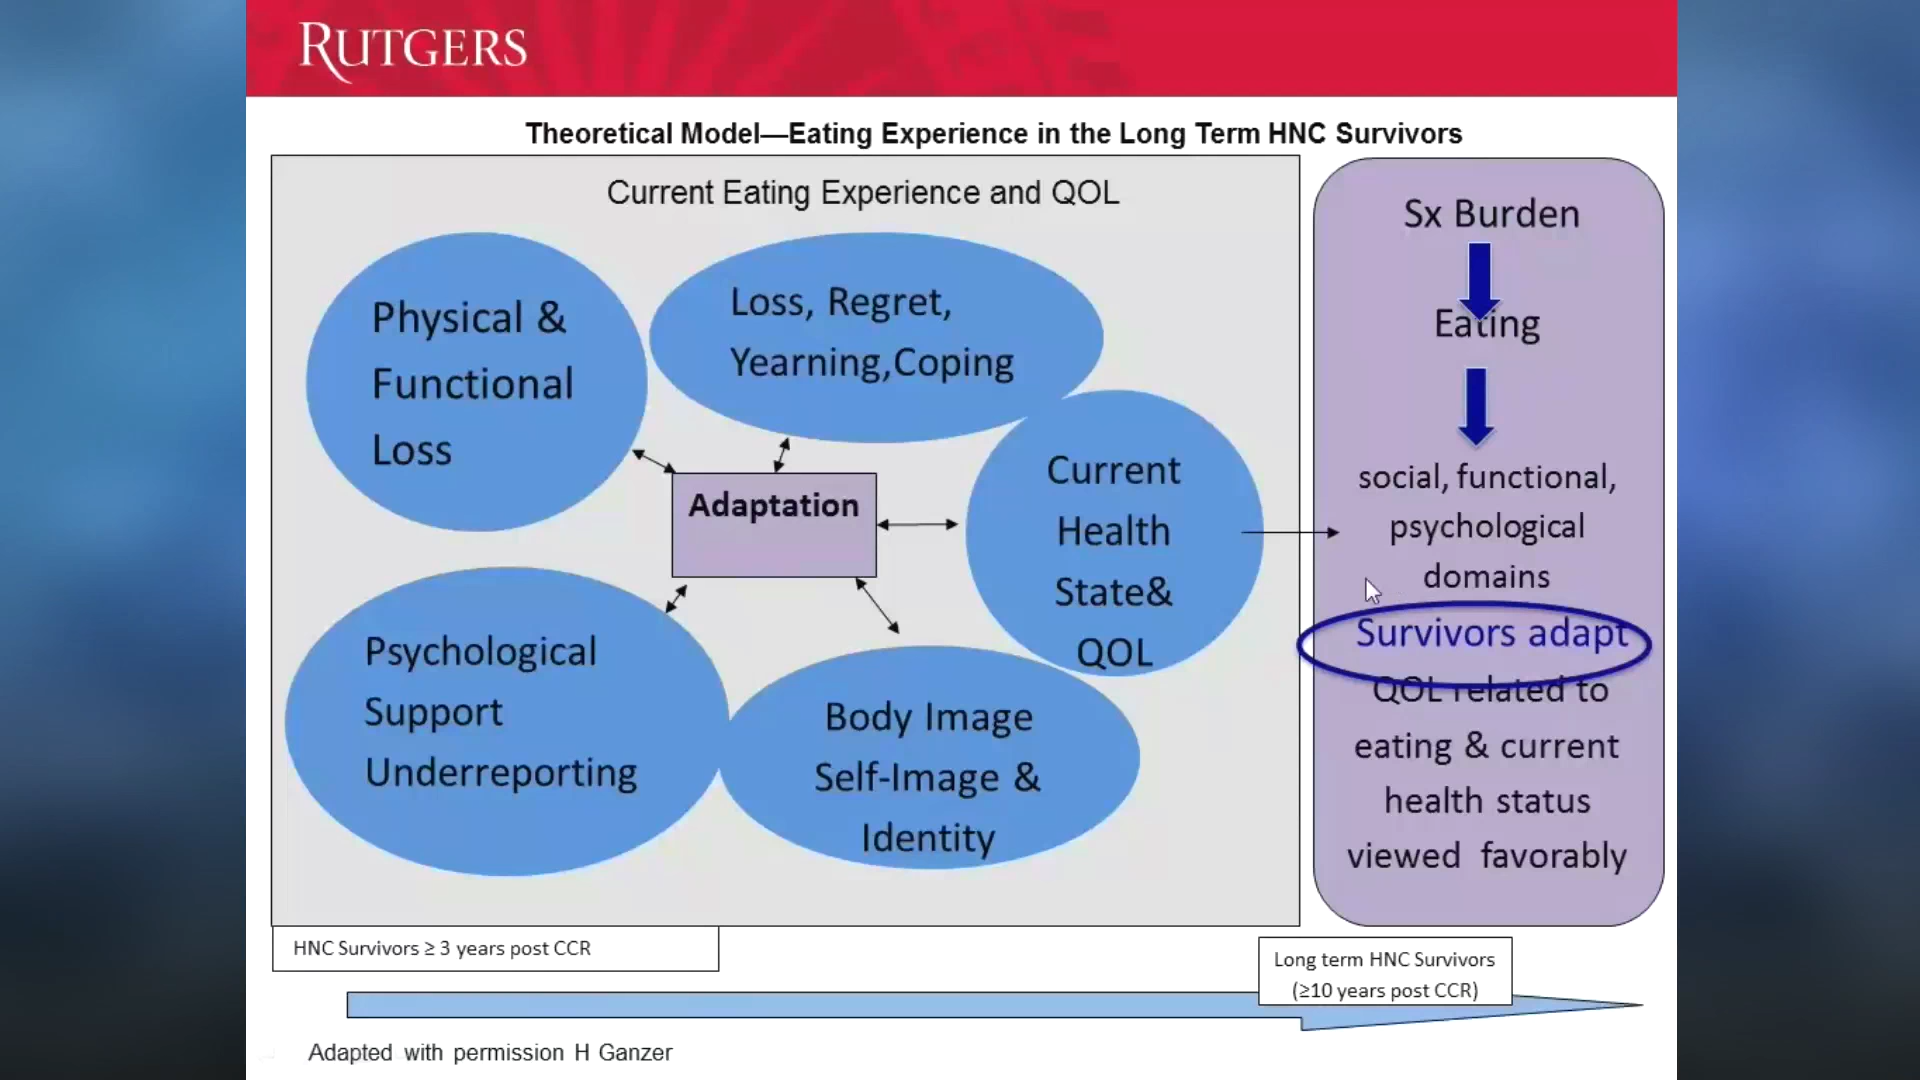 RUTGERS
Theoretical Model—Eating Experience in the Long Term HNC Survivors
Current Eating Experience and QOL
Physical &
Functional
Loss
Loss, Regret,
Yearning,Coping
Adaptation
Current
Health
State&
QOL
Psychological
Support
Underreporting
Body Image
Self-Image &
Identity
Sx Burden
Eating
social, functional,
psychological
domains
Survivors adapt
QOL related to
eating & current
health status
viewed favorably
HNC Survivors ≥ 3 years post CCR
Long term HNC Survivors
(≥10 years post CCR)
Adapted with permission H Ganzer